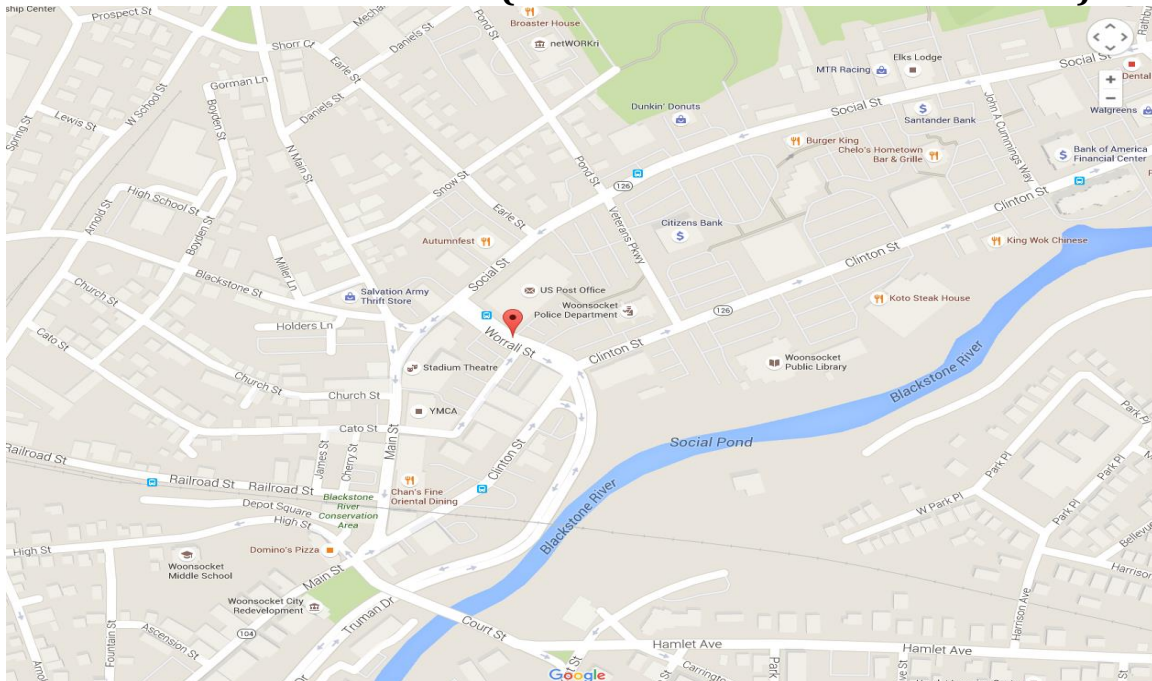 ship Center
Prospect St
Broaster House
netWORKri
Pond St
Daniels St
Shorr Ct
Earle St
W School St
Gorman Ln
Boyden St
Daniels St
Lewis St
Spring St
N Main St
MTR Racing
Elks Lodge
Social St
Dental
Walgreens
Dunkin' Donuts
Social St
Santander Bank
John A Cummings Way
Burger King
Chelo's Hometown
Bar & Grille
$
Bank of America
Financial Center
Pond St
126
Snow St
High School St
Arnold St
Boyden St
Earle St
Veterans Pkwy
Citizens Bank
$
Clinton St
King Wok Chinese
Autumnfest
Clinton St
Miller Ln
Social St
Blackstone St
Church St
Salvation Army
Thrift Store
US Post Office
Woonsocket
Police Department
126
Koto Steak House
Holders Ln
Cato St
Worrall St
Clinton St
Woonsocket
Public Library
Blackstone River
Stadium Theatre
Church St
Church St
YMCA
Cato St
Main St
James St
Cherry St
Social Pond
Park Pl
Clinton St
Railroad St
Railroad St
Railroad St
Chan's Fine
Oriental Dining
Blackstone
River
Conservation
Area
Depot Square
High St
Park Pl
W Park Pl
Park Pl
Blackstone River
High St
Domino's Pizza
Woonsocket
Middle School
Main St
Harrison
Woonsocket City
Redevelopment
Truman Dr
Harrison Ave
Court St
104
Ascension St
Fountain St
Hamlet Ave
Hamlet Ave
Google
Carrington
Park